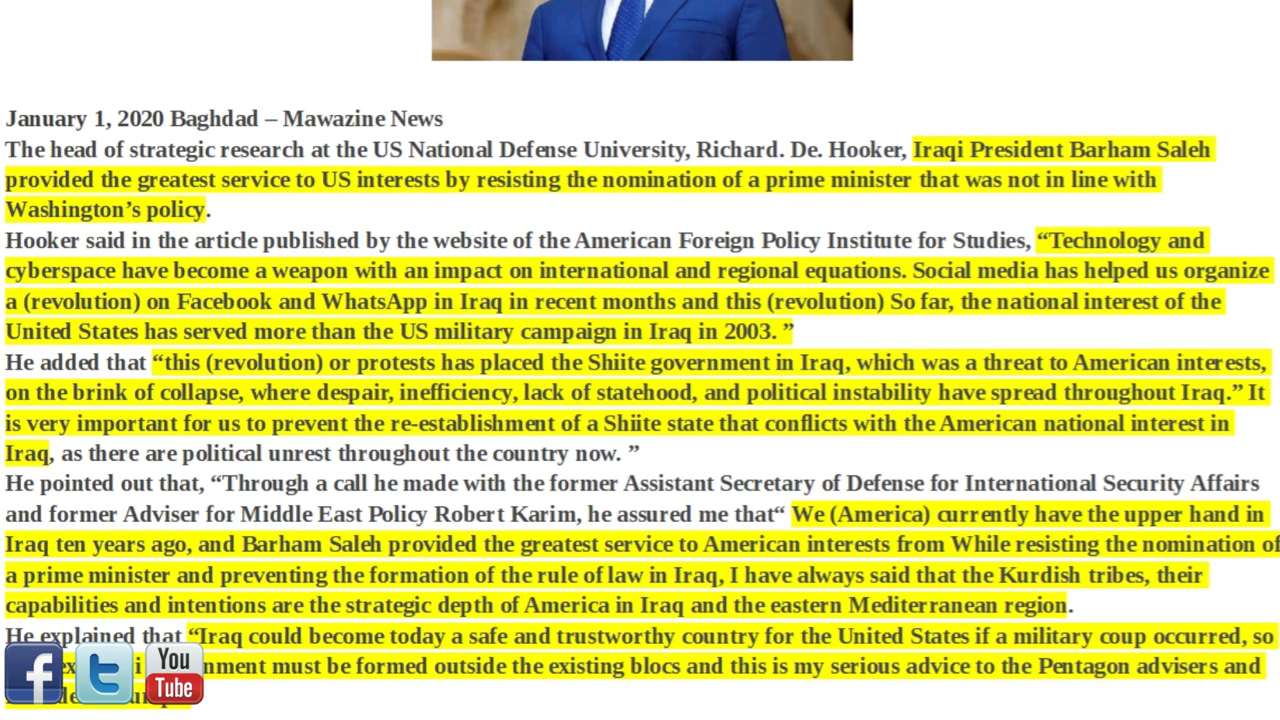 January 1, 2020 Baghdad – Mawazine News
The head of strategic research at the US National Defense University, Richard. De. Hooker, Iraqi President Barham Saleh
provided the greatest service to US interests by resisting the nomination of a prime minister that was not in line with
Washington’s policy.
Hooker said in the article published by the website of the American Foreign Policy Institute for Studies, “Technology and
cyberspace have become a weapon with an impact on international and regional equations. Social media has helped us organize
a (revolution) on Facebook and WhatsApp in Iraq in recent months and this (revolution) So far, the national interest of the
United States has served more than the US military campaign in Iraq in 2003. ”
He added that “this (revolution) or protests has placed the Shiite government in Iraq, which was a threat to American interests,
on the brink of collapse, where despair, inefficiency, lack of statehood, and political instability have spread throughout Iraq.” It
is very important for us to prevent the re-establishment of a Shiite state that conflicts with the American national interest in
Iraq, as there are political unrest throughout the country now. ”
He pointed out that, “Through a call he made with the former Assistant Secretary of Defense for International Security Affairs
and former Adviser for Middle East Policy Robert Karim, he assured me that“ We (America) currently have the upper hand in
Iraq ten years ago, and Barham Saleh provided the greatest service to American interests from While resisting the nomination of
a prime minister and preventing the formation of the rule of law in Iraq, I have always said that the Kurdish tribes, their
capabilities and intentions are the strategic depth of America in Iraq and the eastern Mediterranean region.
He explained that “Iraq could become today a safe and trustworthy country for the United States if a military coup occurred, so
must be formed outside the existing blocs and this is my serious advice to the Pentagon advisers and
f t You Tube